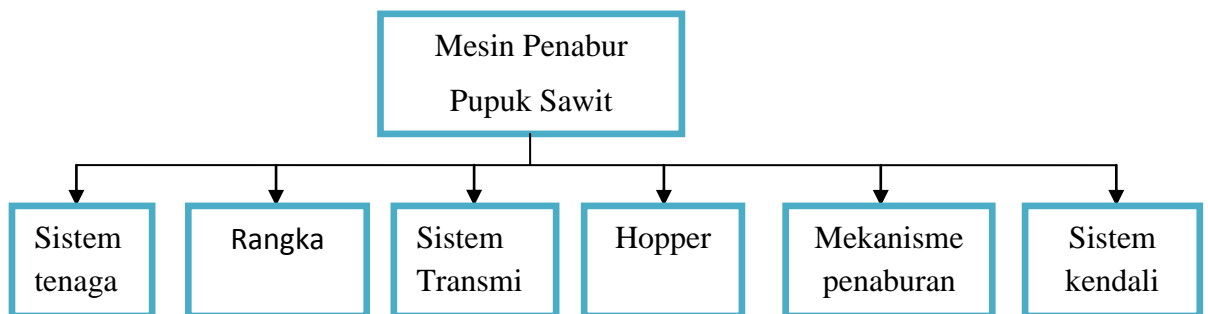 Mesin Penabur
Pupuk Sawit
Sistem
tenaga
Rangka
Sistem
Transmi
Hopper
Mekanisme
penaburan
Sistem
kendali